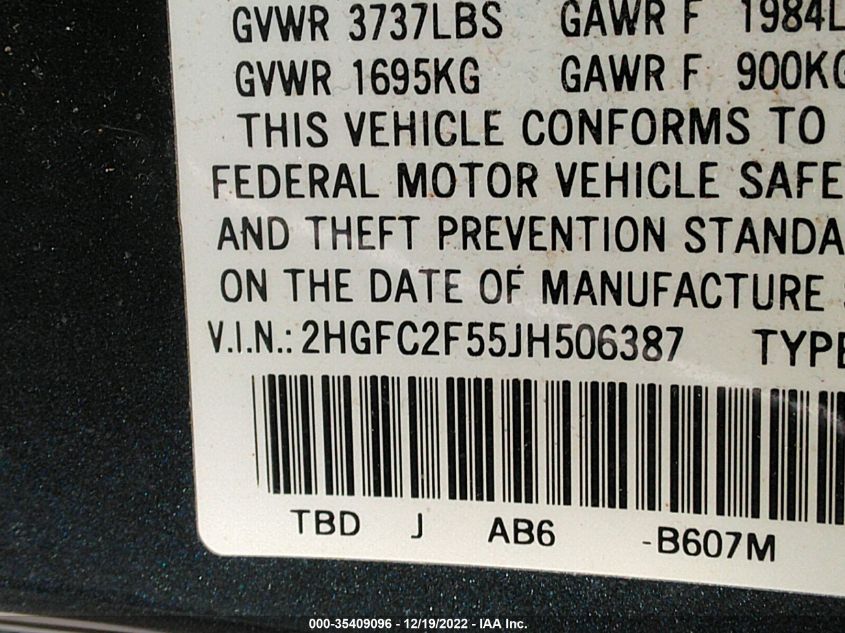 GVWR 3737LBS GAWR F 1984L
GVWR 1695KG GAWR F 900KG
THIS VEHICLE CONFORMS TO
FEDERAL MOTOR VEHICLE SAFE
AND THEFT PREVENTION STANDA
ON THE DATE OF MANUFACTURE
V.I.N.: 2HGFC2F55JH506387 TYPE
TBD J AB6 -B607M
000-35409096 - 12/19/2022 - IAA Inc.